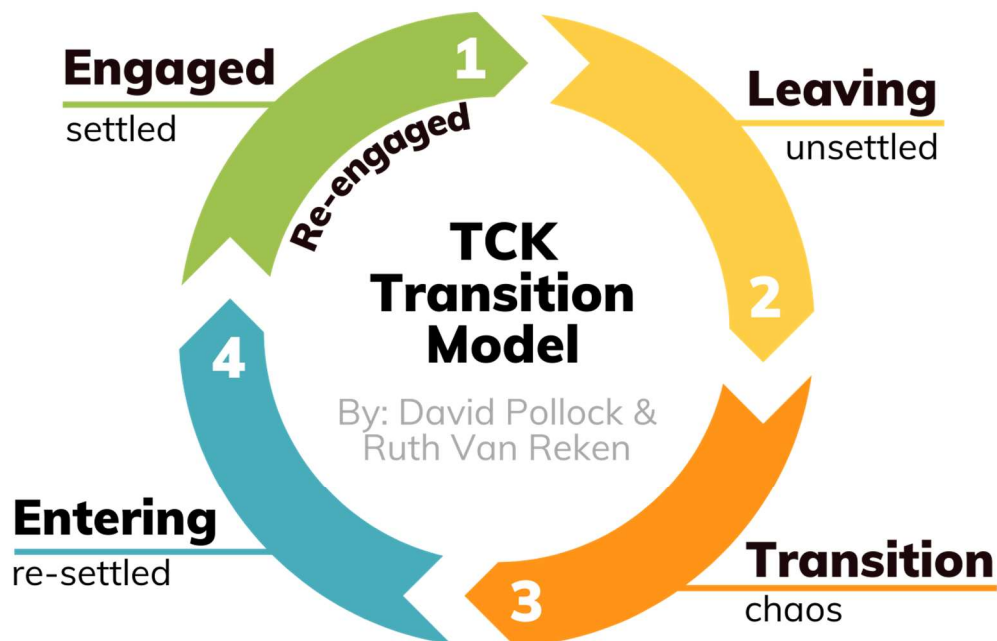 1
Engaged
settled
Re-engaged
Leaving
unsettled
2
TCK
Transition
Model
By: David Pollock &
Ruth Van Reken
4
Entering
re-settled
3
Transition
chaos